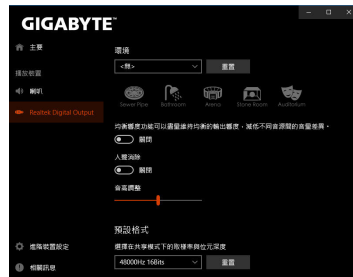 GIGABYTE™
主要
播放裝置
喇叭
Realtek Digital Output
進階裝置設定
相關訊息
環境
<無>
重置
Sewer Pipe
Bathroom
Arena
Stone Room
Auditorium
均衡響度功能可以盡量維持均衡的輸出響度，減低不同音源間的音量差異。
關閉
人聲消除
關閉
音高調整
預設格式
選擇在共享模式下的取樣率與位元深度
48000Hz 16Bits
重置